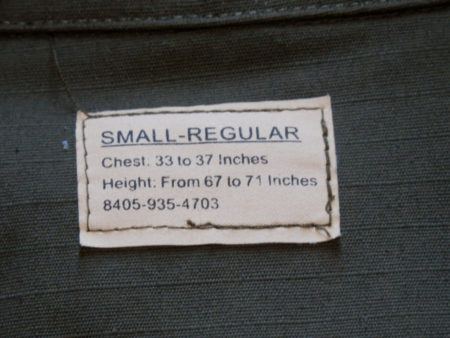 SMALL-REGULAR
Chest: 33 to 37 Inches
Height: From 67 to 71 Inches
8405-935-4703